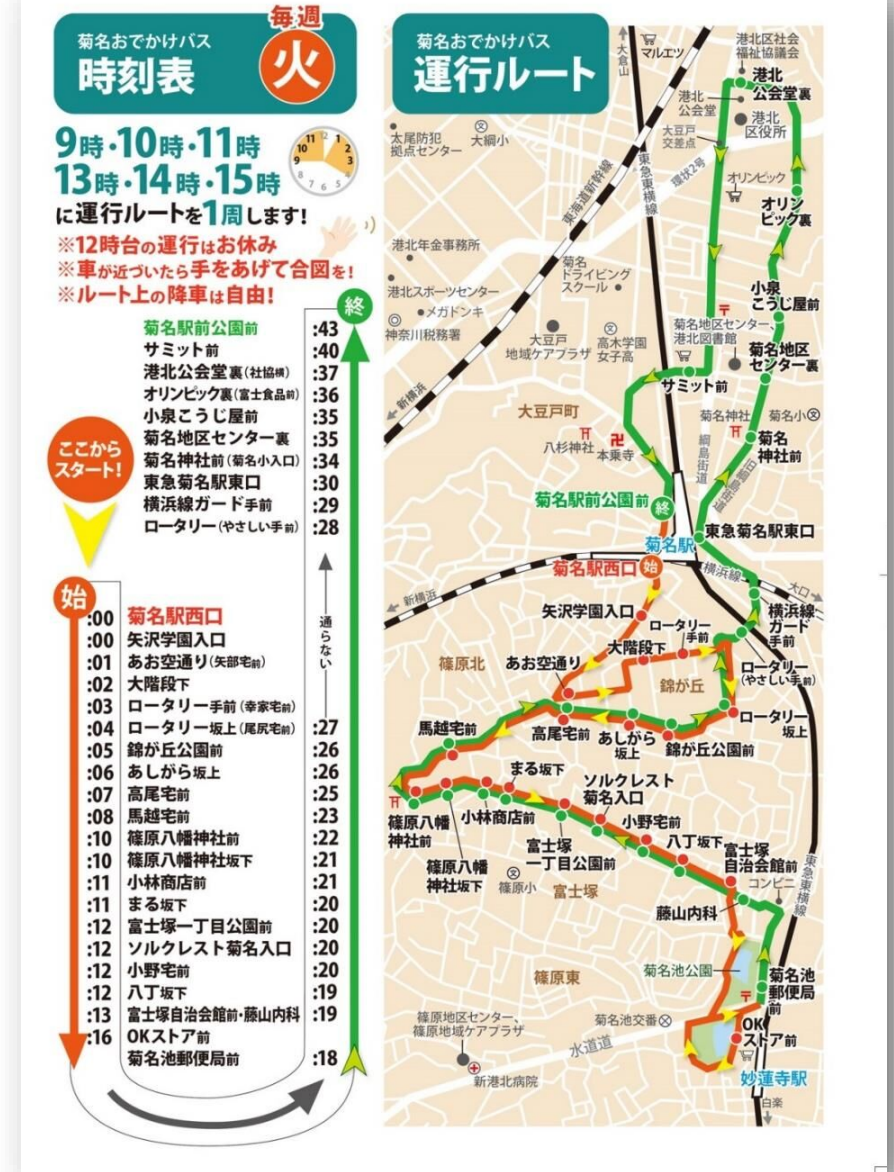 毎週
菊名おでかけバス
時刻表
火
菊名おでかけバス
運行ルート
9時・10時・11時
13時・14時・15時
に運行ルートを1周します!
※12時台の運行はお休み
※車が近づいたら手をあげて合図を!
※ルート上の降車は自由!
11 12 1
10 2
9 3
8 4
7 6 5
終
菊名駅前公園前 :43
サミット前 :40
港北公会堂裏(社協横) :37
オリンピック裏(富士食品前) :36
小泉こうじ屋前 :35
菊名地区センター裏 :35
菊名神社前(菊名小入口) :34
東急菊名駅東口 :30
横浜線ガード手前 :29
ロータリー(やさしい手前) :28
ここから
スタート!
通らない
始
:00 菊名駅西口
:00 矢沢学園入口
:01 あお空通り(矢部宅前)
:02 大階段下
:03 ロータリー手前(幸家宅前)
:04 ロータリー坂上(尾尻宅前) :27
:05 錦が丘公園前 :26
:06 あしがら坂上 :26
:07 高尾宅前 :25
:08 馬越宅前 :23
:10 篠原八幡神社前 :22
:10 篠原八幡神社坂下 :21
:11 小林商店前 :21
:11 まる坂下 :20
:12 富士塚一丁目公園前 :20
:12 ソルクレスト菊名入口 :20
:12 小野宅前 :20
:12 八丁坂下 :19
:13 富士塚自治会館前・藤山内科 :19
:16 OKストア前
菊名池郵便局前 :18
大倉山
マルエツ
港北区社会
福祉協議会
港北
公会堂裏
港北
公会堂
港北
区役所
太尾防犯
拠点センター
文
大綱小
大豆戸
交差点
環状2号
東急東横線
東海道新幹線
オリンピック
オリン
ピック裏
港北年金事務所
菊名
ドライビング
スクール
港北スポーツセンター
小泉
こうじ屋前
メガドンキ
神奈川税務署
大豆戸
地域ケアプラザ
文
高木学園
女子高
〒
菊名地区センター、
港北図書館
菊名地区
センター裏
サミット前
新横浜
大豆戸町
八杉神社
卍
本乗寺
綱島街道
旧綱島街道
菊名神社
菊名小文
菊名
神社前
菊名駅前公園前
終
東急菊名駅東口
菊名駅
菊名駅西口
始
横浜線
大口
新横浜
矢沢学園入口
横浜線
ガード
手前
ロータリー
手前
大階段下
あお空通り
篠原北
錦が丘
ロータリー
(やさしい手前)
馬越宅前
高尾宅前
あしがら
坂上
錦が丘公園前
ロータリー
坂上
まる坂下
ソルクレスト
菊名入口
篠原八幡
神社前
小林商店前
小野宅前
富士塚
一丁目公園前
八丁坂下
富士塚
自治会館前
篠原八幡
神社坂下
文
篠原小
富士塚
コンビニ
東急東横線
藤山内科
菊名池公園
篠原東
菊名池
郵便局
前
〒
篠原地区センター、
篠原地域ケアプラザ
菊名池交番
OK
ストア前
水道道
新港北病院
妙蓮寺駅
白楽